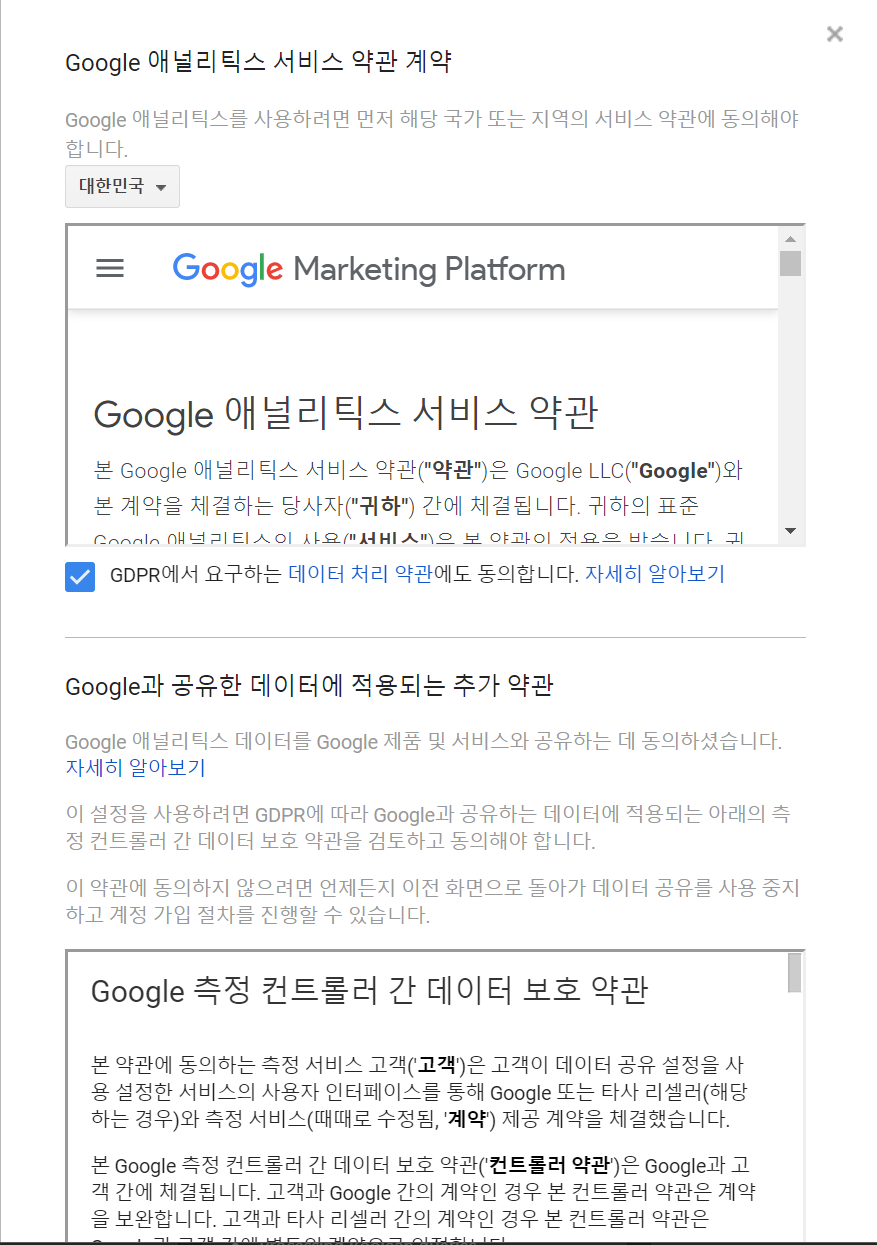 Google 애널리틱스 서비스 약관 계약
Google 애널리틱스를 사용하려면 먼저 해당 국가 또는 지역의 서비스 약관에 동의해야
합니다.
대한민국
Google Marketing Platform
Google 애널리틱스 서비스 약관
본 Google 애널리틱스 서비스 약관("약관")은 Google LLC("Google")와
본 계약을 체결하는 당사자("귀하") 간에 체결됩니다. 귀하의 표준
Google 애널리틱스의 사용("서비스")은 본 약관의 적용을 받습니다. 귀
GDPR에서 요구하는 데이터 처리 약관에도 동의합니다. 자세히 알아보기
Google과 공유한 데이터에 적용되는 추가 약관
Google 애널리틱스 데이터를 Google 제품 및 서비스와 공유하는 데 동의하셨습니다.
자세히 알아보기
이 설정을 사용하려면 GDPR에 따라 Google과 공유하는 데이터에 적용되는 아래의 측
정 컨트롤러 간 데이터 보호 약관을 검토하고 동의해야 합니다.
이 약관에 동의하지 않으려면 언제든지 이전 화면으로 돌아가 데이터 공유를 사용 중지
하고 계정 가입 절차를 진행할 수 있습니다.
Google 측정 컨트롤러 간 데이터 보호 약관
본 약관에 동의하는 측정 서비스 고객('고객')은 고객이 데이터 공유 설정을 사
용 설정한 서비스의 사용자 인터페이스를 통해 Google 또는 타사 리셀러(해당
하는 경우)와 측정 서비스(때때로 수정됨, '계약') 제공 계약을 체결했습니다.
본 Google 측정 컨트롤러 간 데이터 보호 약관('컨트롤러 약관')은 Google과 고
객 간에 체결됩니다. 고객과 Google 간의 계약인 경우 본 컨트롤러 약관은 계약
을 보완합니다. 고객과 타사 리셀러 간의 계약인 경우 본 컨트롤러 약관은